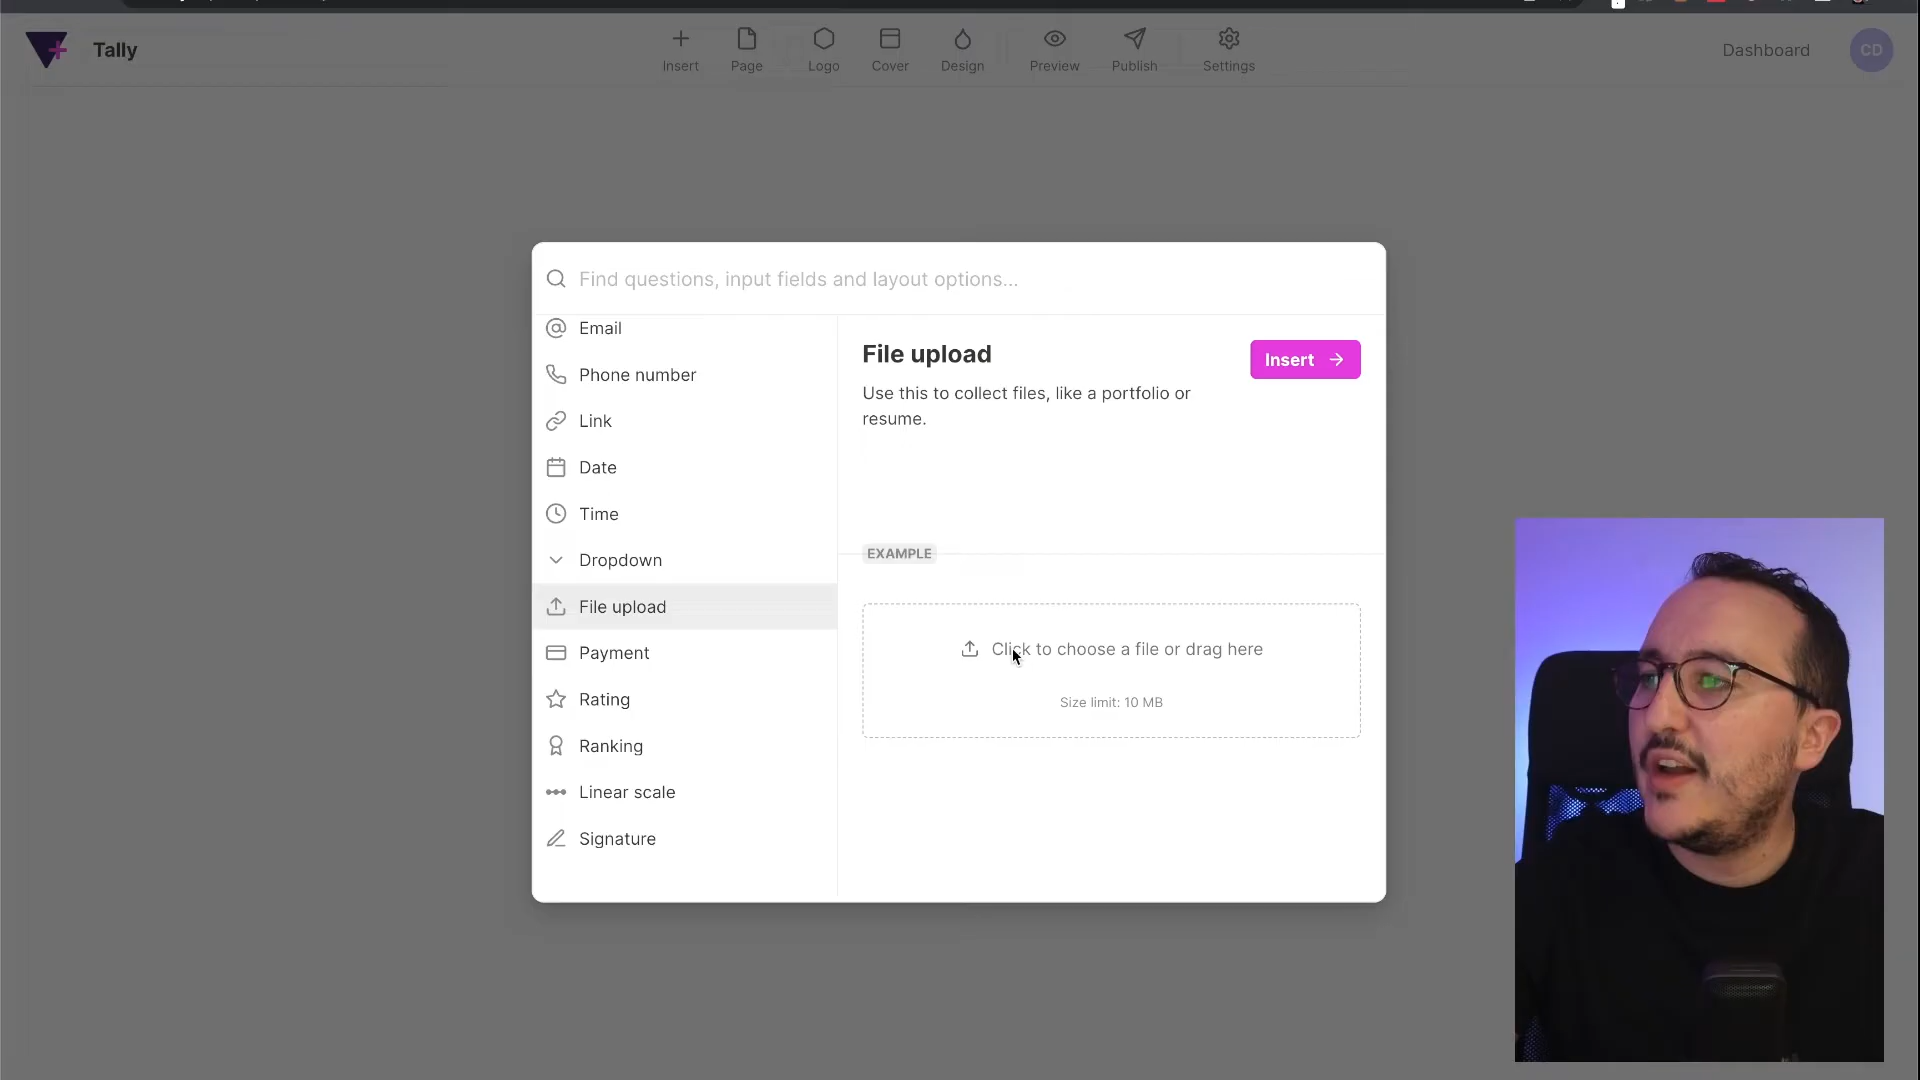 Tally
Insert
Page
Logo
Cover
Design
Preview
Publish
Settings
Dashboard
CD
Find questions, input fields and layout options...
Email
Phone number
Link
Date
Time
Dropdown
File upload
Payment
Rating
Ranking
Linear scale
Signature
File upload
Insert
Use this to collect files, like a portfolio or
resume.
EXAMPLE
Click to choose a file or drag here
Size limit: 10 MB